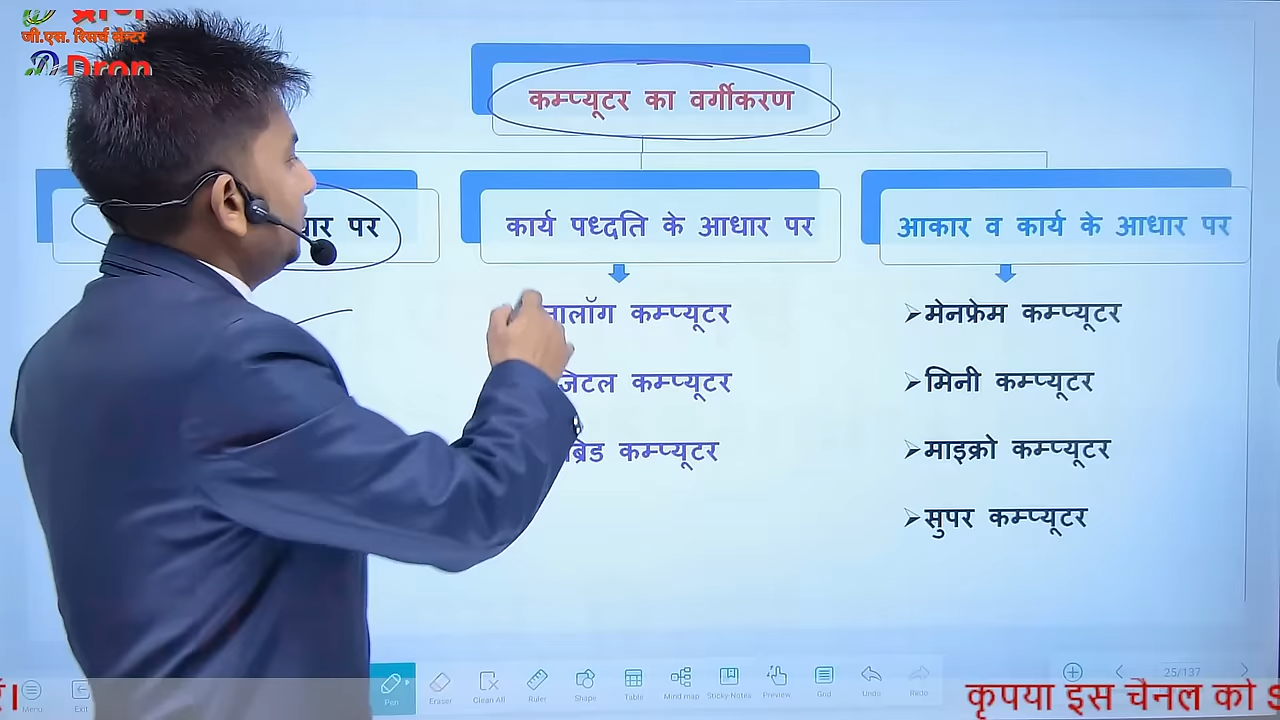 जी.एस. रिसर्च सेन्टर
Dron
कम्प्यूटर का वर्गीकरण
पर
कार्य पध्दति के आधार पर
आकार व कार्य के आधार पर
कम्प्यूटर
कम्प्यूटर
कम्प्यूटर
मेनफ्रेम कम्प्यूटर
मिनी कम्प्यूटर
माइक्रो कम्प्यूटर
सुपर कम्प्यूटर
Menu
Exit
Pen
Eraser
Clean All
Ruler
Shape
Table
Mind map
Sticky-Notes
Preview
Grid
Undo
Redo
25/137
कृपया इस चैनल को